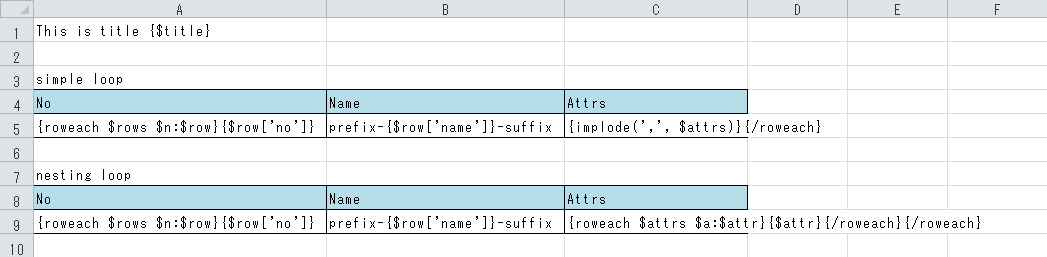 A B C D E F
1 This is title {$title}
2
3 simple loop
4 No Name Attrs
5 {roweach $rows $n:$row}{$row['no']} prefix-{$row['name']}-suffix {implode(',', $attrs)}{/roweach}
6
7 nesting loop
8 No Name Attrs
9 {roweach $rows $n:$row}{$row['no']} prefix-{$row['name']}-suffix {roweach $attrs $a:$attr}{$attr}{/roweach}{/roweach}
10